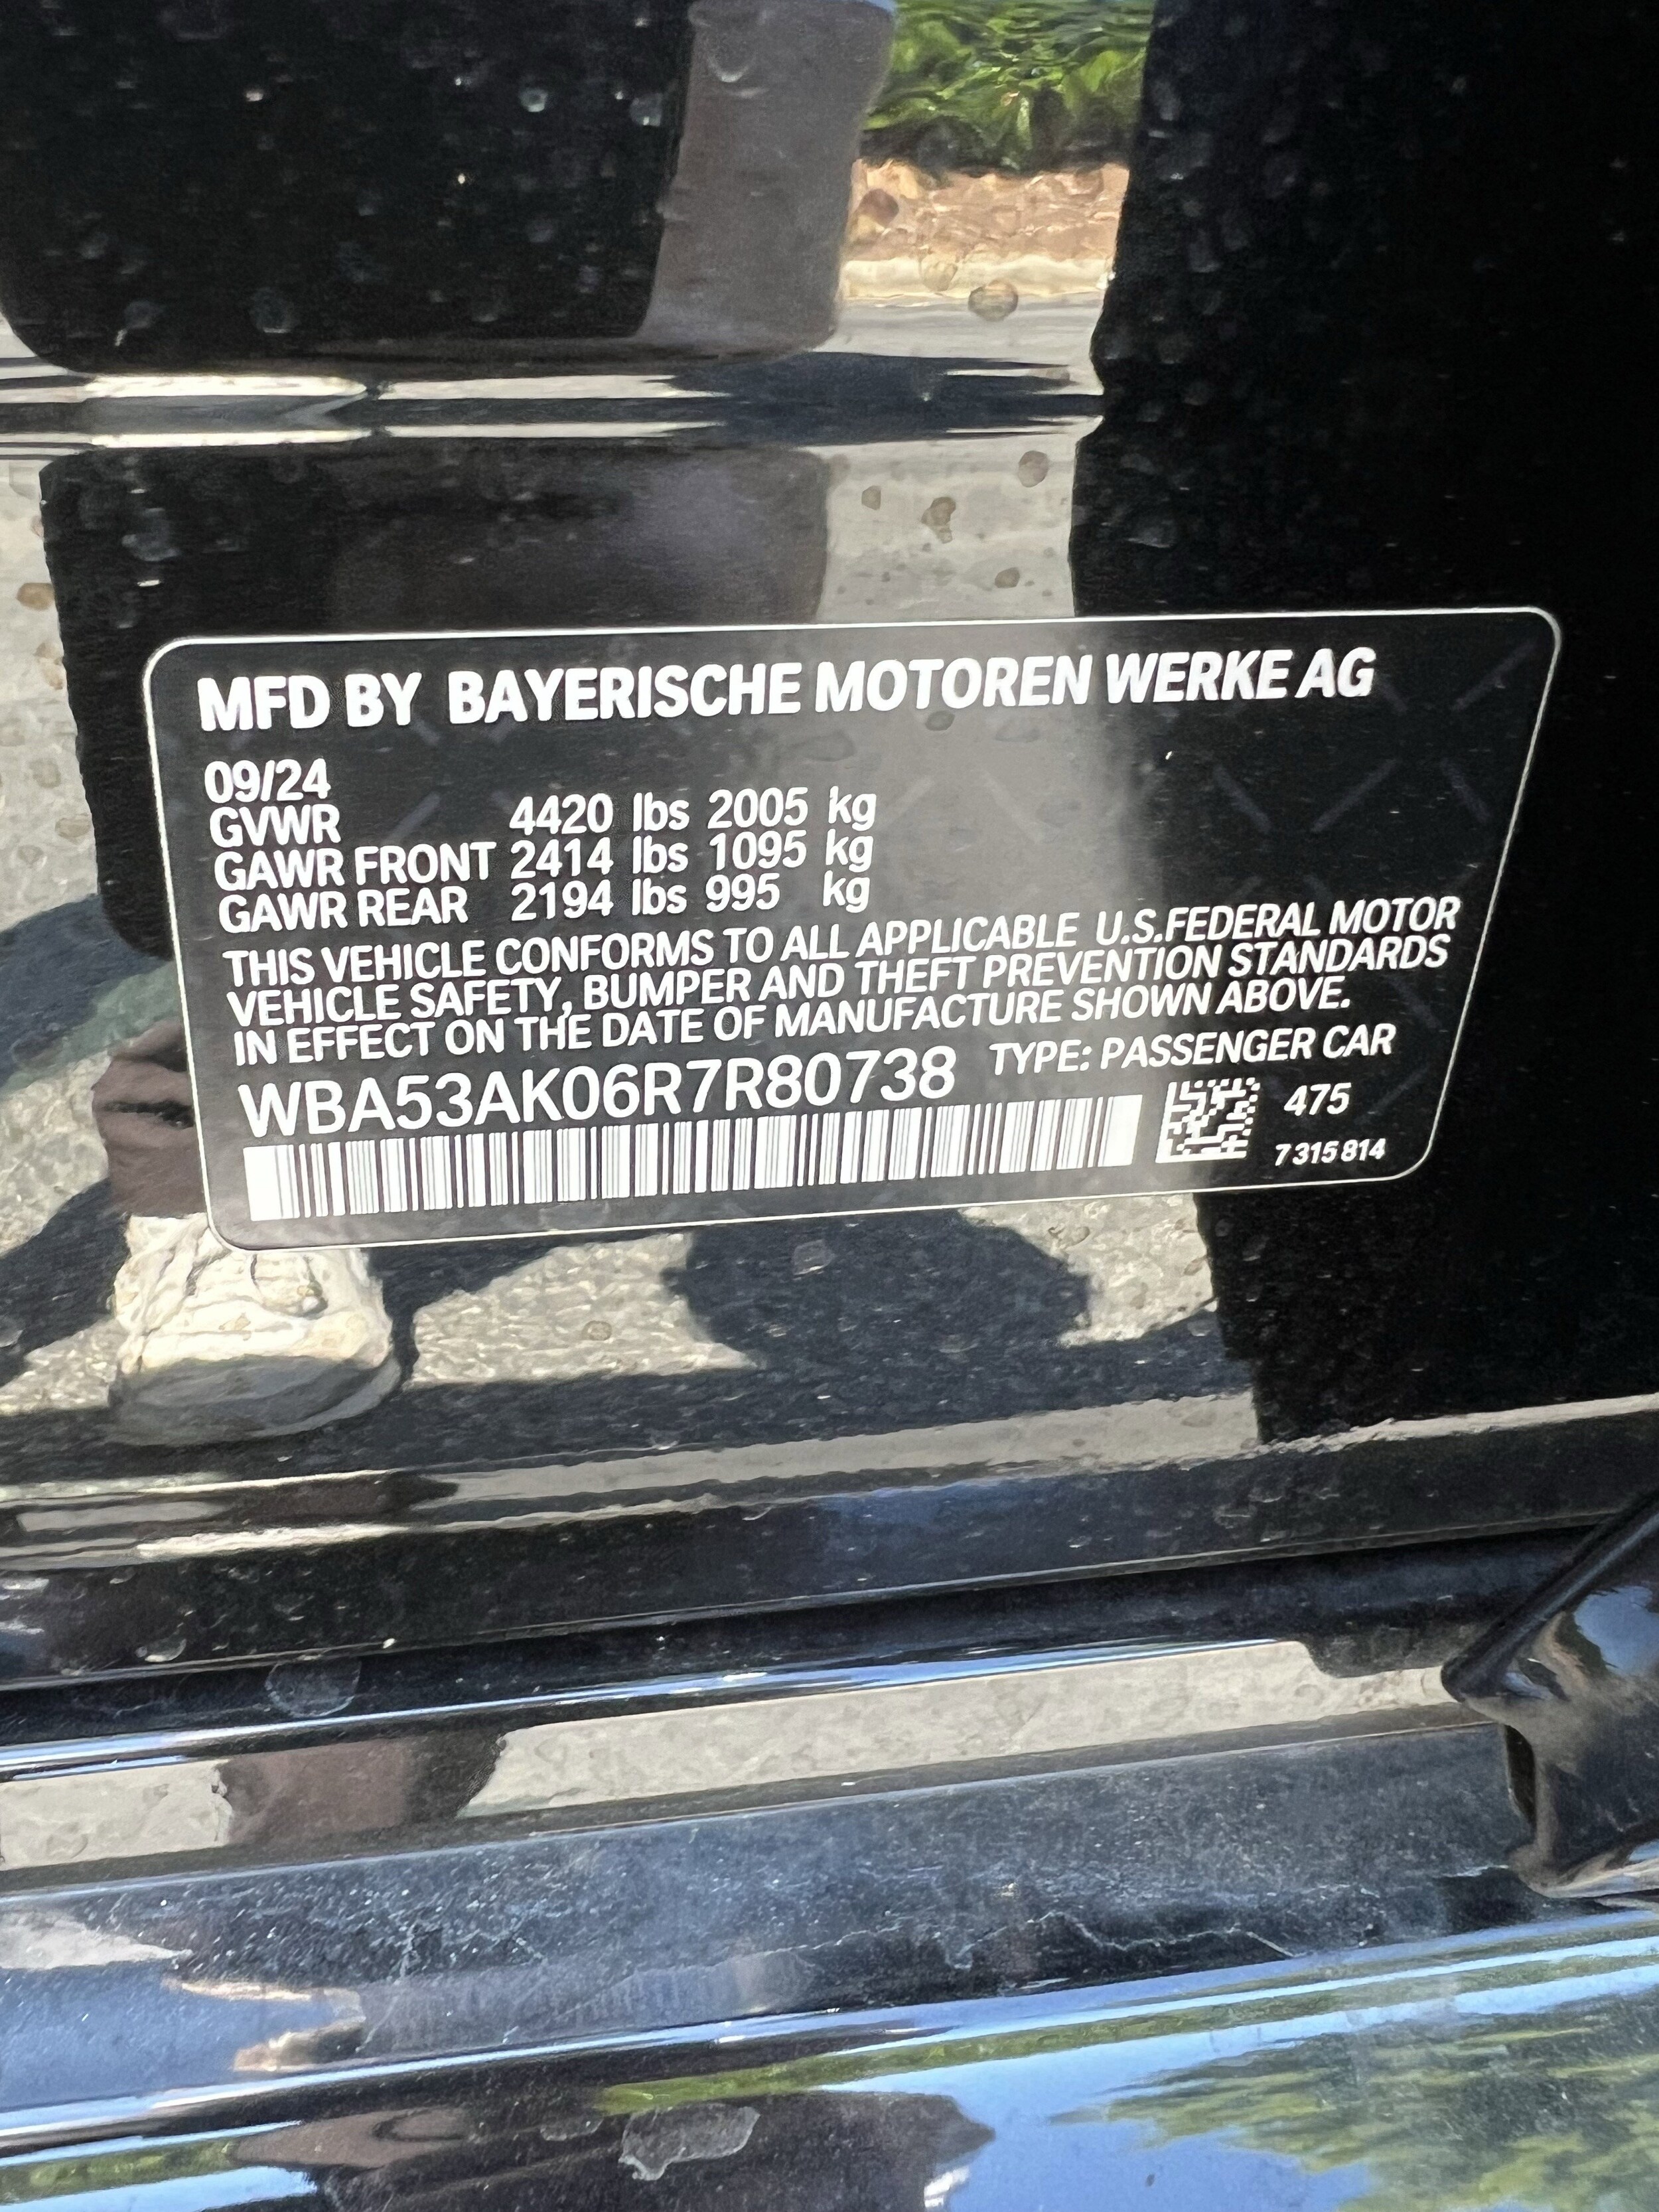 MFD BY BAYERISCHE MOTOREN WERKE AG
09/24
GVWR 4420 lbs 2005 kg
GAWR FRONT 2414 lbs 1095 kg
GAWR REAR 2194 lbs 995 kg
THIS VEHICLE CONFORMS TO ALL APPLICABLE U.S.FEDERAL MOTOR
VEHICLE SAFETY, BUMPER AND THEFT PREVENTION STANDARDS
IN EFFECT ON THE DATE OF MANUFACTURE SHOWN ABOVE.
WBA53AK06R7R80738 TYPE: PASSENGER CAR
475
7 315 814